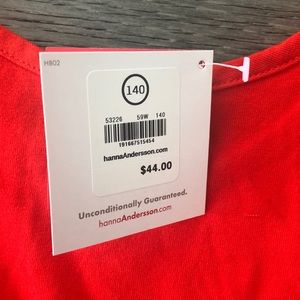 HB02
140
53226 59W 140
191667515454
hannaAndersson.com
$44.00
Unconditionally Guaranteed.
hannaAndersson.com